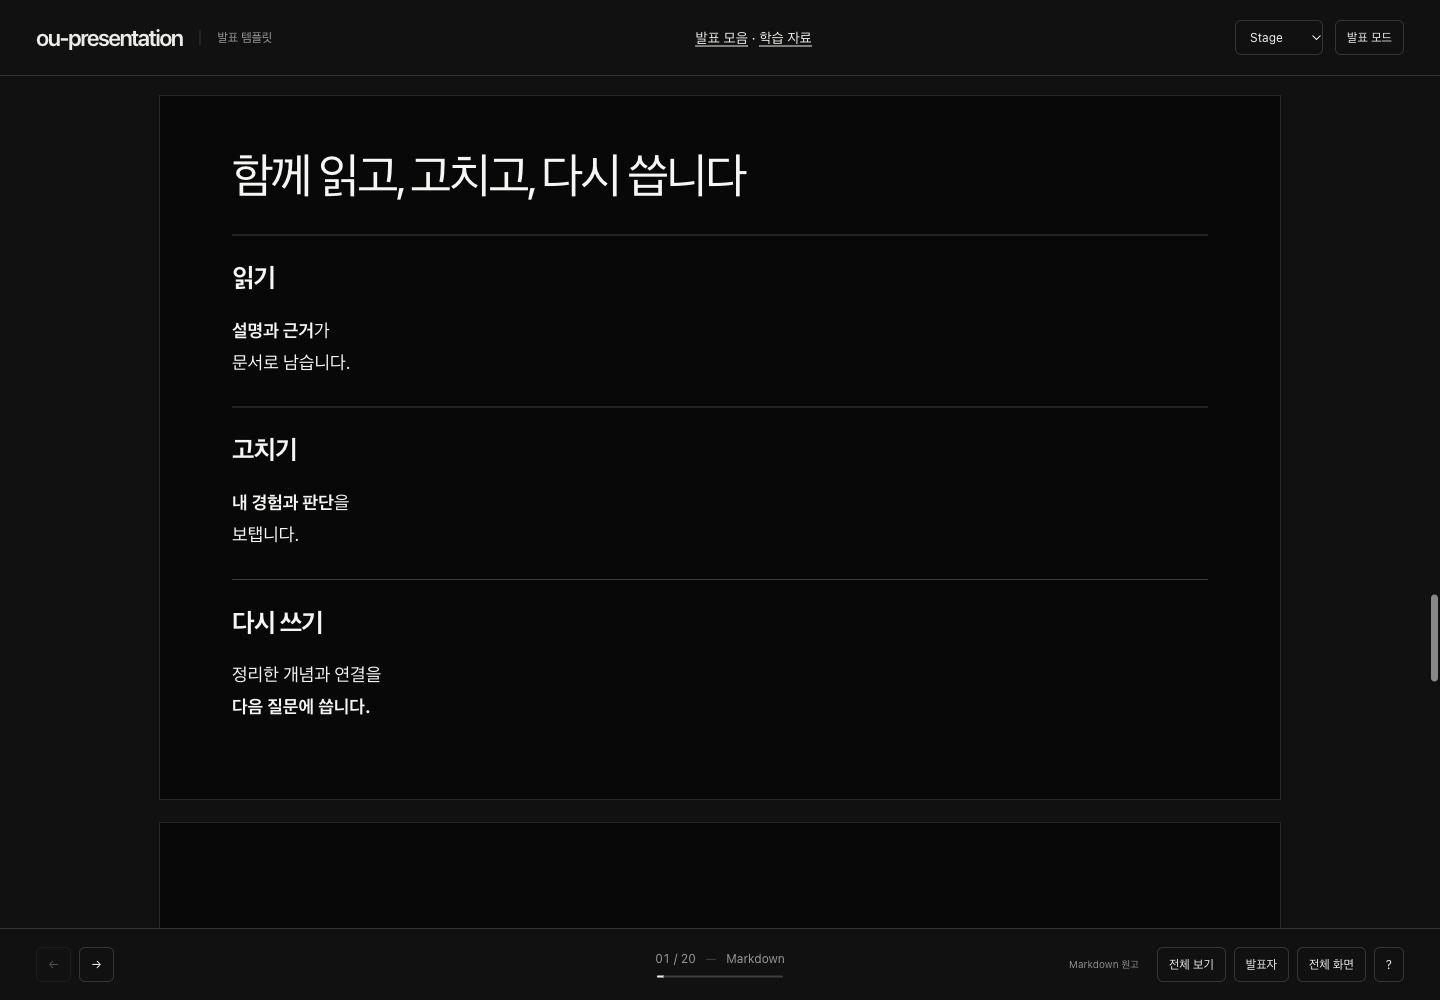 ou-presentation | 발표 템플릿
발표 모음 · 학습 자료
Stage
발표 모드
함께 읽고, 고치고, 다시 씁니다
읽기
설명과 근거가
문서로 남습니다.
고치기
내 경험과 판단을
보탭니다.
다시 쓰기
정리한 개념과 연결을
다음 질문에 씁니다.
← →
01 / 20 — Markdown
Markdown 원고
전체 보기
발표자
전체 화면
?